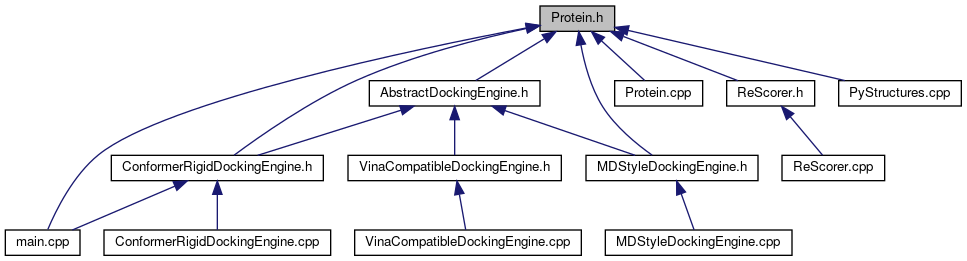 Protein.h
AbstractDockingEngine.h
Protein.cpp
ReScorer.h
PyStructures.cpp
ConformerRigidDockingEngine.h
VinaCompatibleDockingEngine.h
MDStyleDockingEngine.h
ReScorer.cpp
main.cpp
ConformerRigidDockingEngine.cpp
VinaCompatibleDockingEngine.cpp
MDStyleDockingEngine.cpp